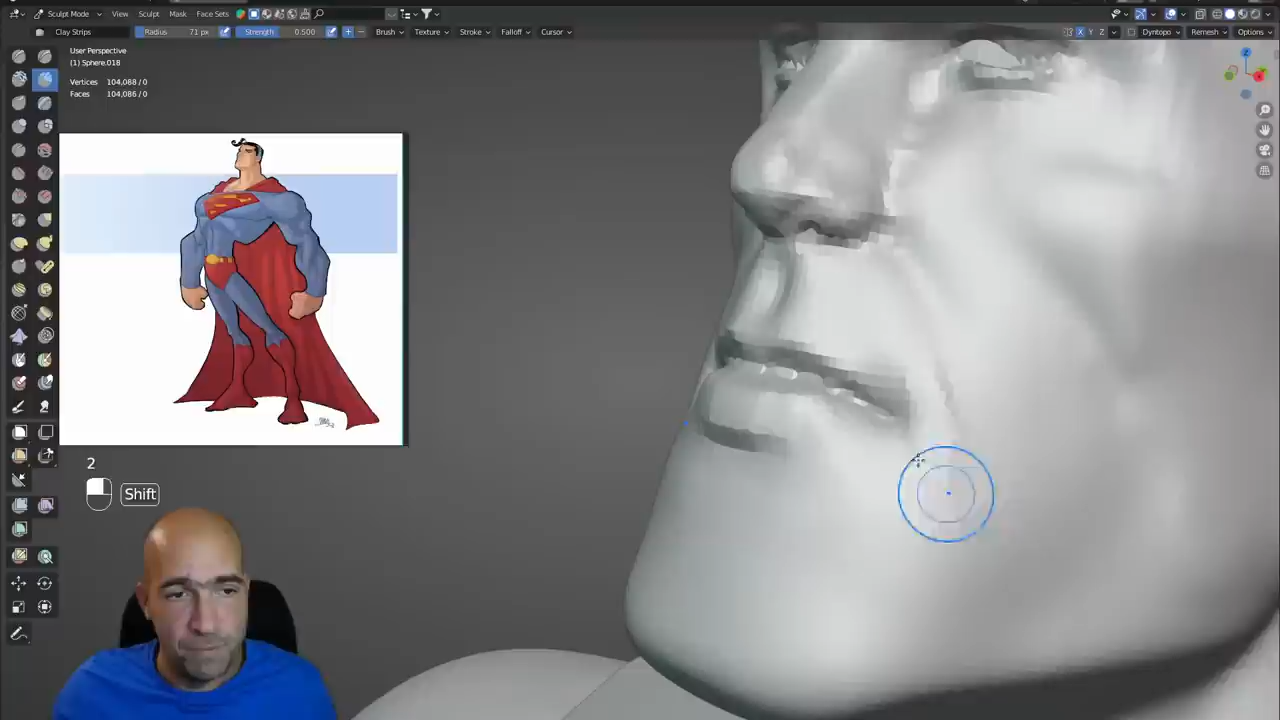 Sculpt Mode View Sculpt Mask Face Sets
Clay Strips Radius 71 px Strength 0.500 Brush Texture Stroke Falloff Cursor X Y Z Dyntopo Remesh Options
User Perspective
(1) Sphere.018
Vertices 104,088 / 0
Faces 104,086 / 0
2
Shift